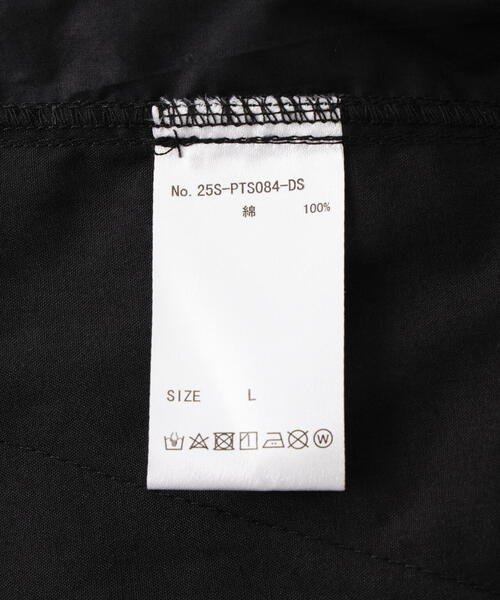 No. 25S-PTS084-DS
綿 100%
SIZE L
W